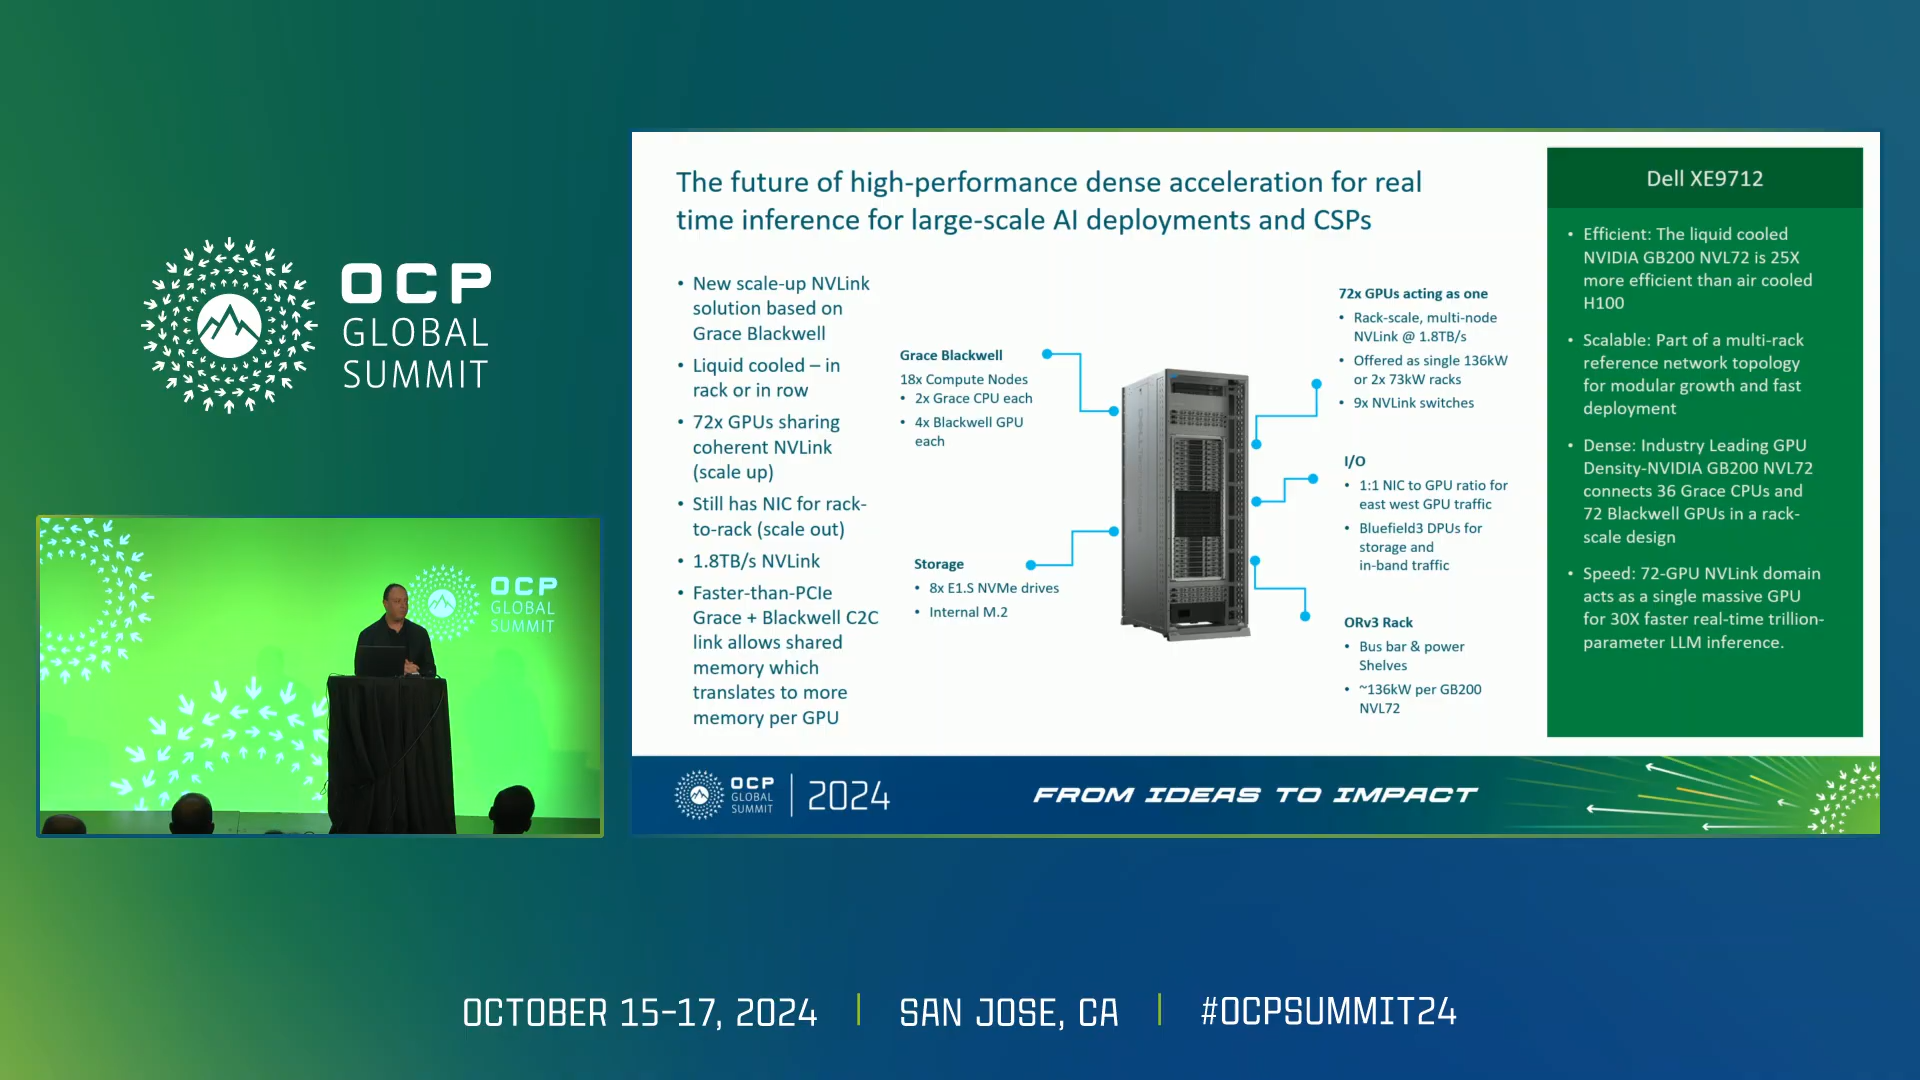 OCP
GLOBAL
SUMMIT
OCP
GLOBAL
SUMMIT
The future of high-performance dense acceleration for real
time inference for large-scale AI deployments and CSPs
• New scale-up NVLink
solution based on
Grace Blackwell
• Liquid cooled – in
rack or in row
• 72x GPUs sharing
coherent NVLink
(scale up)
• Still has NIC for rack-
to-rack (scale out)
• 1.8TB/s NVLink
• Faster-than-PCIe
Grace + Blackwell C2C
link allows shared
memory which
translates to more
memory per GPU
Grace Blackwell
18x Compute Nodes
• 2x Grace CPU each
• 4x Blackwell GPU
each
Storage
• 8x E1.S NVMe drives
• Internal M.2
72x GPUs acting as one
• Rack-scale, multi-node
NVLink @ 1.8TB/s
• Offered as single 136kW
or 2x 73kW racks
• 9x NVLink switches
I/O
• 1:1 NIC to GPU ratio for
east west GPU traffic
• Bluefield3 DPUs for
storage and
in-band traffic
ORv3 Rack
• Bus bar & power
Shelves
• ~136kW per GB200
NVL72
Dell XE9712
• Efficient: The liquid cooled
NVIDIA GB200 NVL72 is 25X
more efficient than air cooled
H100
• Scalable: Part of a multi-rack
reference network topology
for modular growth and fast
deployment
• Dense: Industry Leading GPU
Density-NVIDIA GB200 NVL72
connects 36 Grace CPUs and
72 Blackwell GPUs in a rack-
scale design
• Speed: 72-GPU NVLink domain
acts as a single massive GPU
for 30X faster real-time trillion-
parameter LLM inference.
OCP
GLOBAL
SUMMIT
2024
FROM IDEAS TO IMPACT
OCTOBER 15-17, 2024 | SAN JOSE, CA | #OCPSUMMIT24